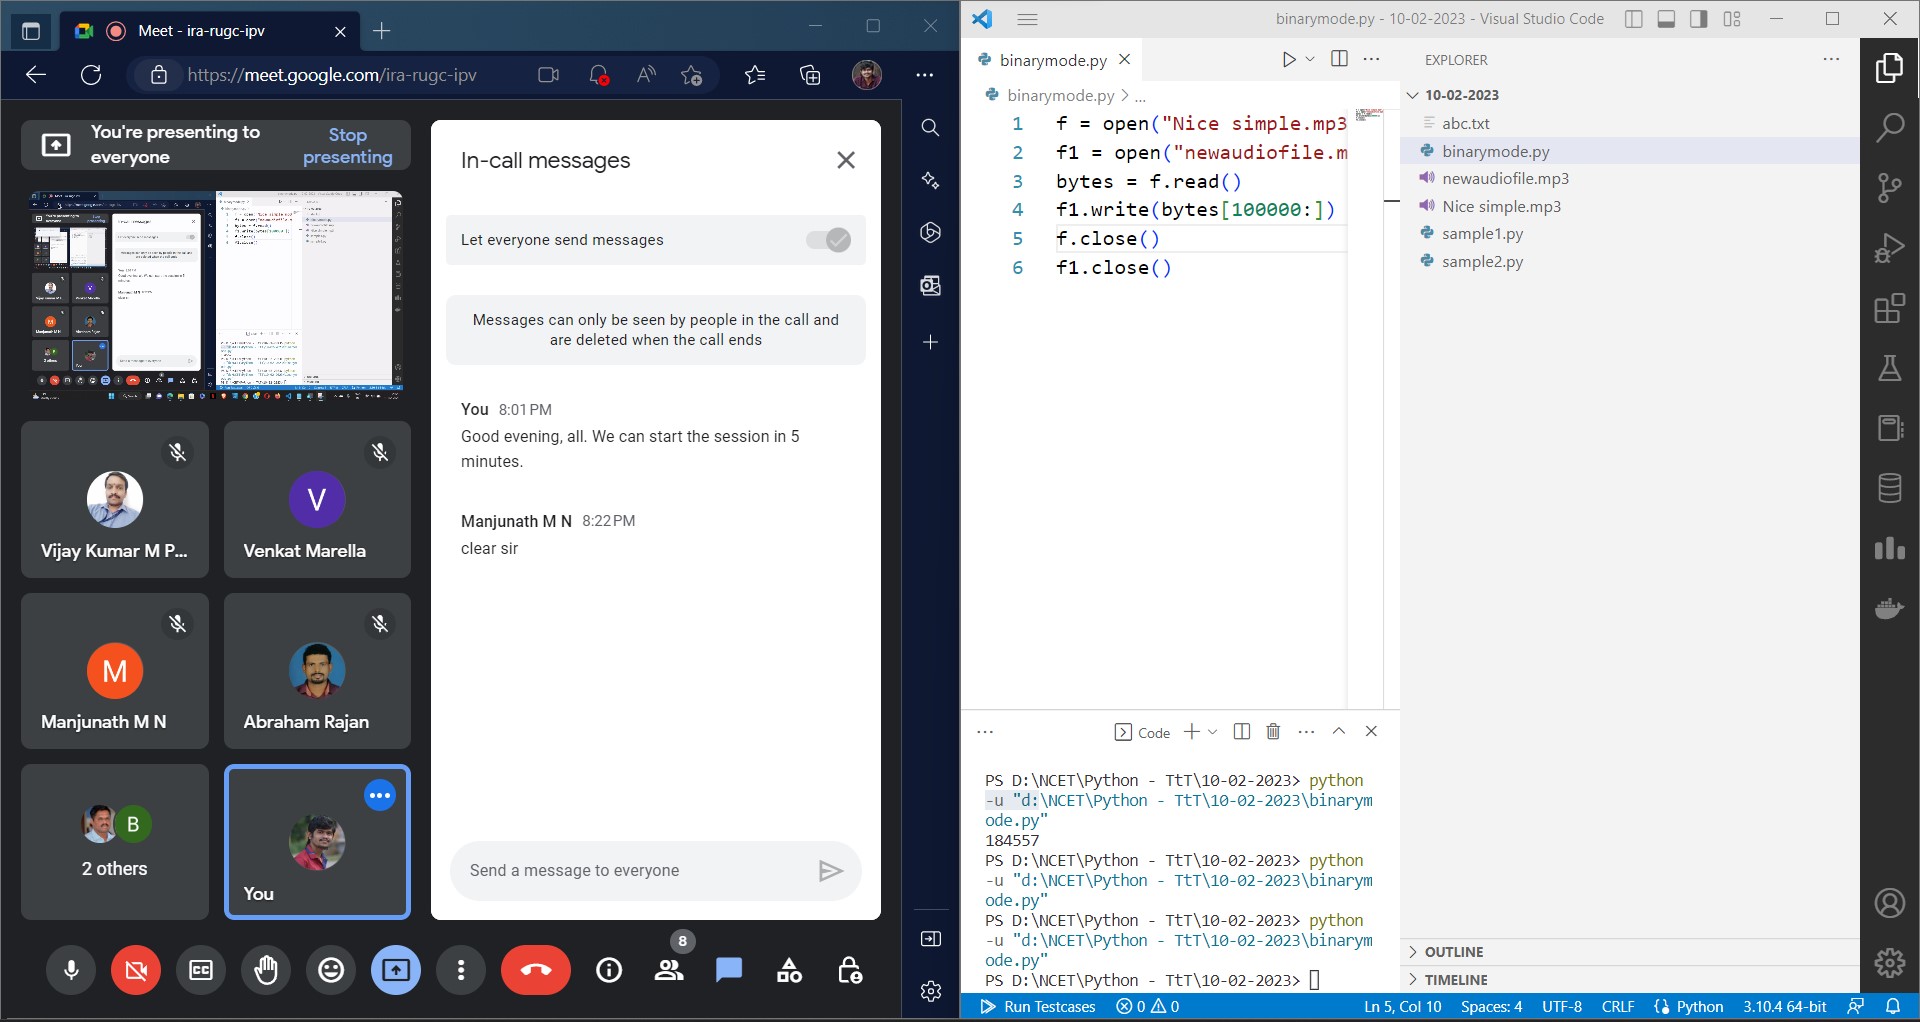 Meet - ira-rugc-ipv
https://meet.google.com/ira-rugc-ipv
You're presenting to
everyone
Stop
presenting
In-call messages
Let everyone send messages
Messages can only be seen by people in the call and
are deleted when the call ends
You 8:01 PM
Good evening, all. We can start the session in 5
minutes.
Manjunath M N 8:22 PM
clear sir
Send a message to everyone
Vijay Kumar M P...
V
Venkat Marella
M
Manjunath M N
Abraham Rajan
B
2 others
You
8
binarymode.py - 10-02-2023 - Visual Studio Code
binarymode.py
binarymode.py > ...
1 f = open("Nice simple.mp3
2 f1 = open("newaudiofile.m
3 bytes = f.read()
4 f1.write(bytes[100000:])
5 f.close()
6 f1.close()
EXPLORER
10-02-2023
abc.txt
binarymode.py
newaudiofile.mp3
Nice simple.mp3
sample1.py
sample2.py
Code
PS D:\NCET\Python - TtT\10-02-2023> python
-u "d:\NCET\Python - TtT\10-02-2023\binarym
ode.py"
184557
PS D:\NCET\Python - TtT\10-02-2023> python
-u "d:\NCET\Python - TtT\10-02-2023\binarym
ode.py"
PS D:\NCET\Python - TtT\10-02-2023> python
-u "d:\NCET\Python - TtT\10-02-2023\binarym
ode.py"
PS D:\NCET\Python - TtT\10-02-2023>
OUTLINE
TIMELINE
Run Testcases 0 0 Ln 5, Col 10 Spaces: 4 UTF-8 CRLF Python 3.10.4 64-bit